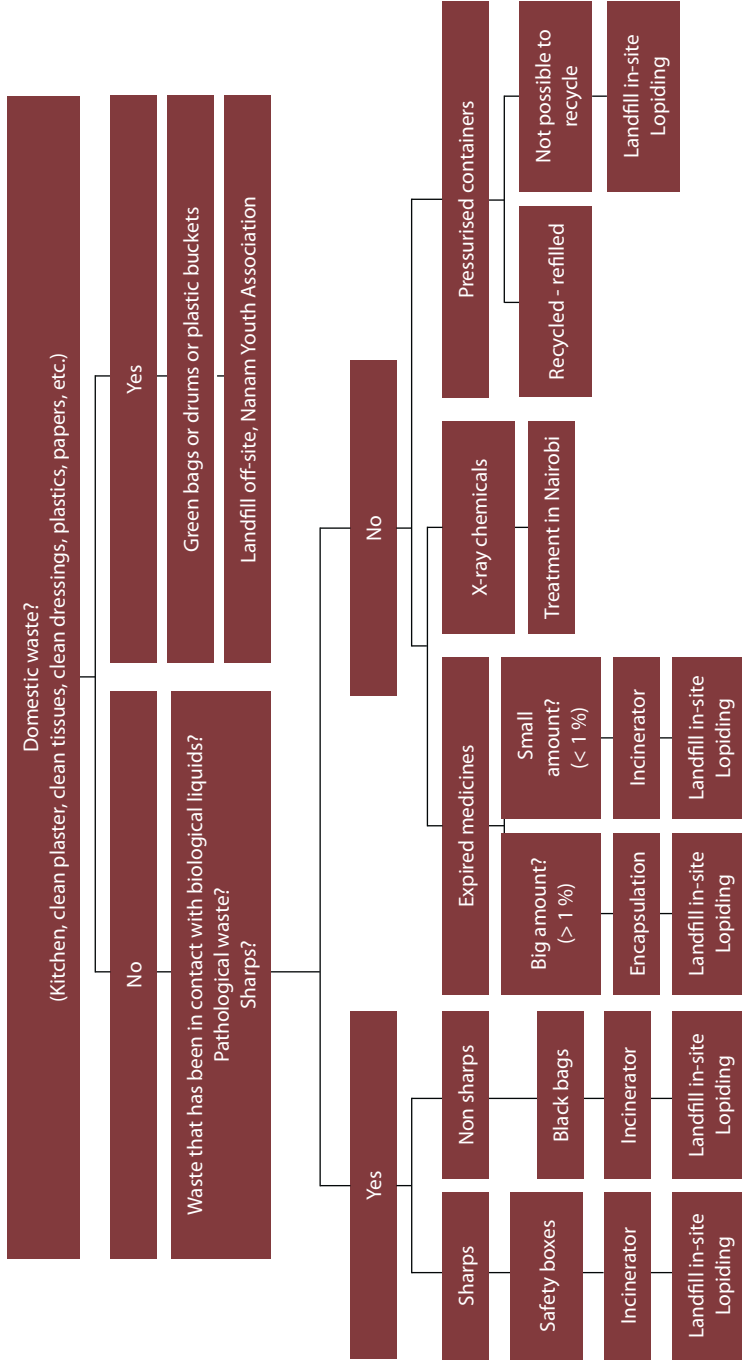 Domestic waste?
(Kitchen, clean plaster, clean tissues, clean dressings, plastics, papers, etc.)
No
Yes
Waste that has been in contact with biological liquids?
Pathological waste?
Sharps?
Green bags or drums or plastic buckets
Landfill off-site, Nanam Youth Association
Yes
No
Sharps
Non sharps
Expired medicines
X-ray chemicals
Pressurised containers
Safety boxes
Black bags
Big amount?
(> 1 %)
Small
amount?
(< 1 %)
Treatment in Nairobi
Recycled - refilled
Not possible to
recycle
Incinerator
Incinerator
Encapsulation
Incinerator
Landfill in-site
Lopiding
Landfill in-site
Lopiding
Landfill in-site
Lopiding
Landfill in-site
Lopiding
Landfill in-site
Lopiding